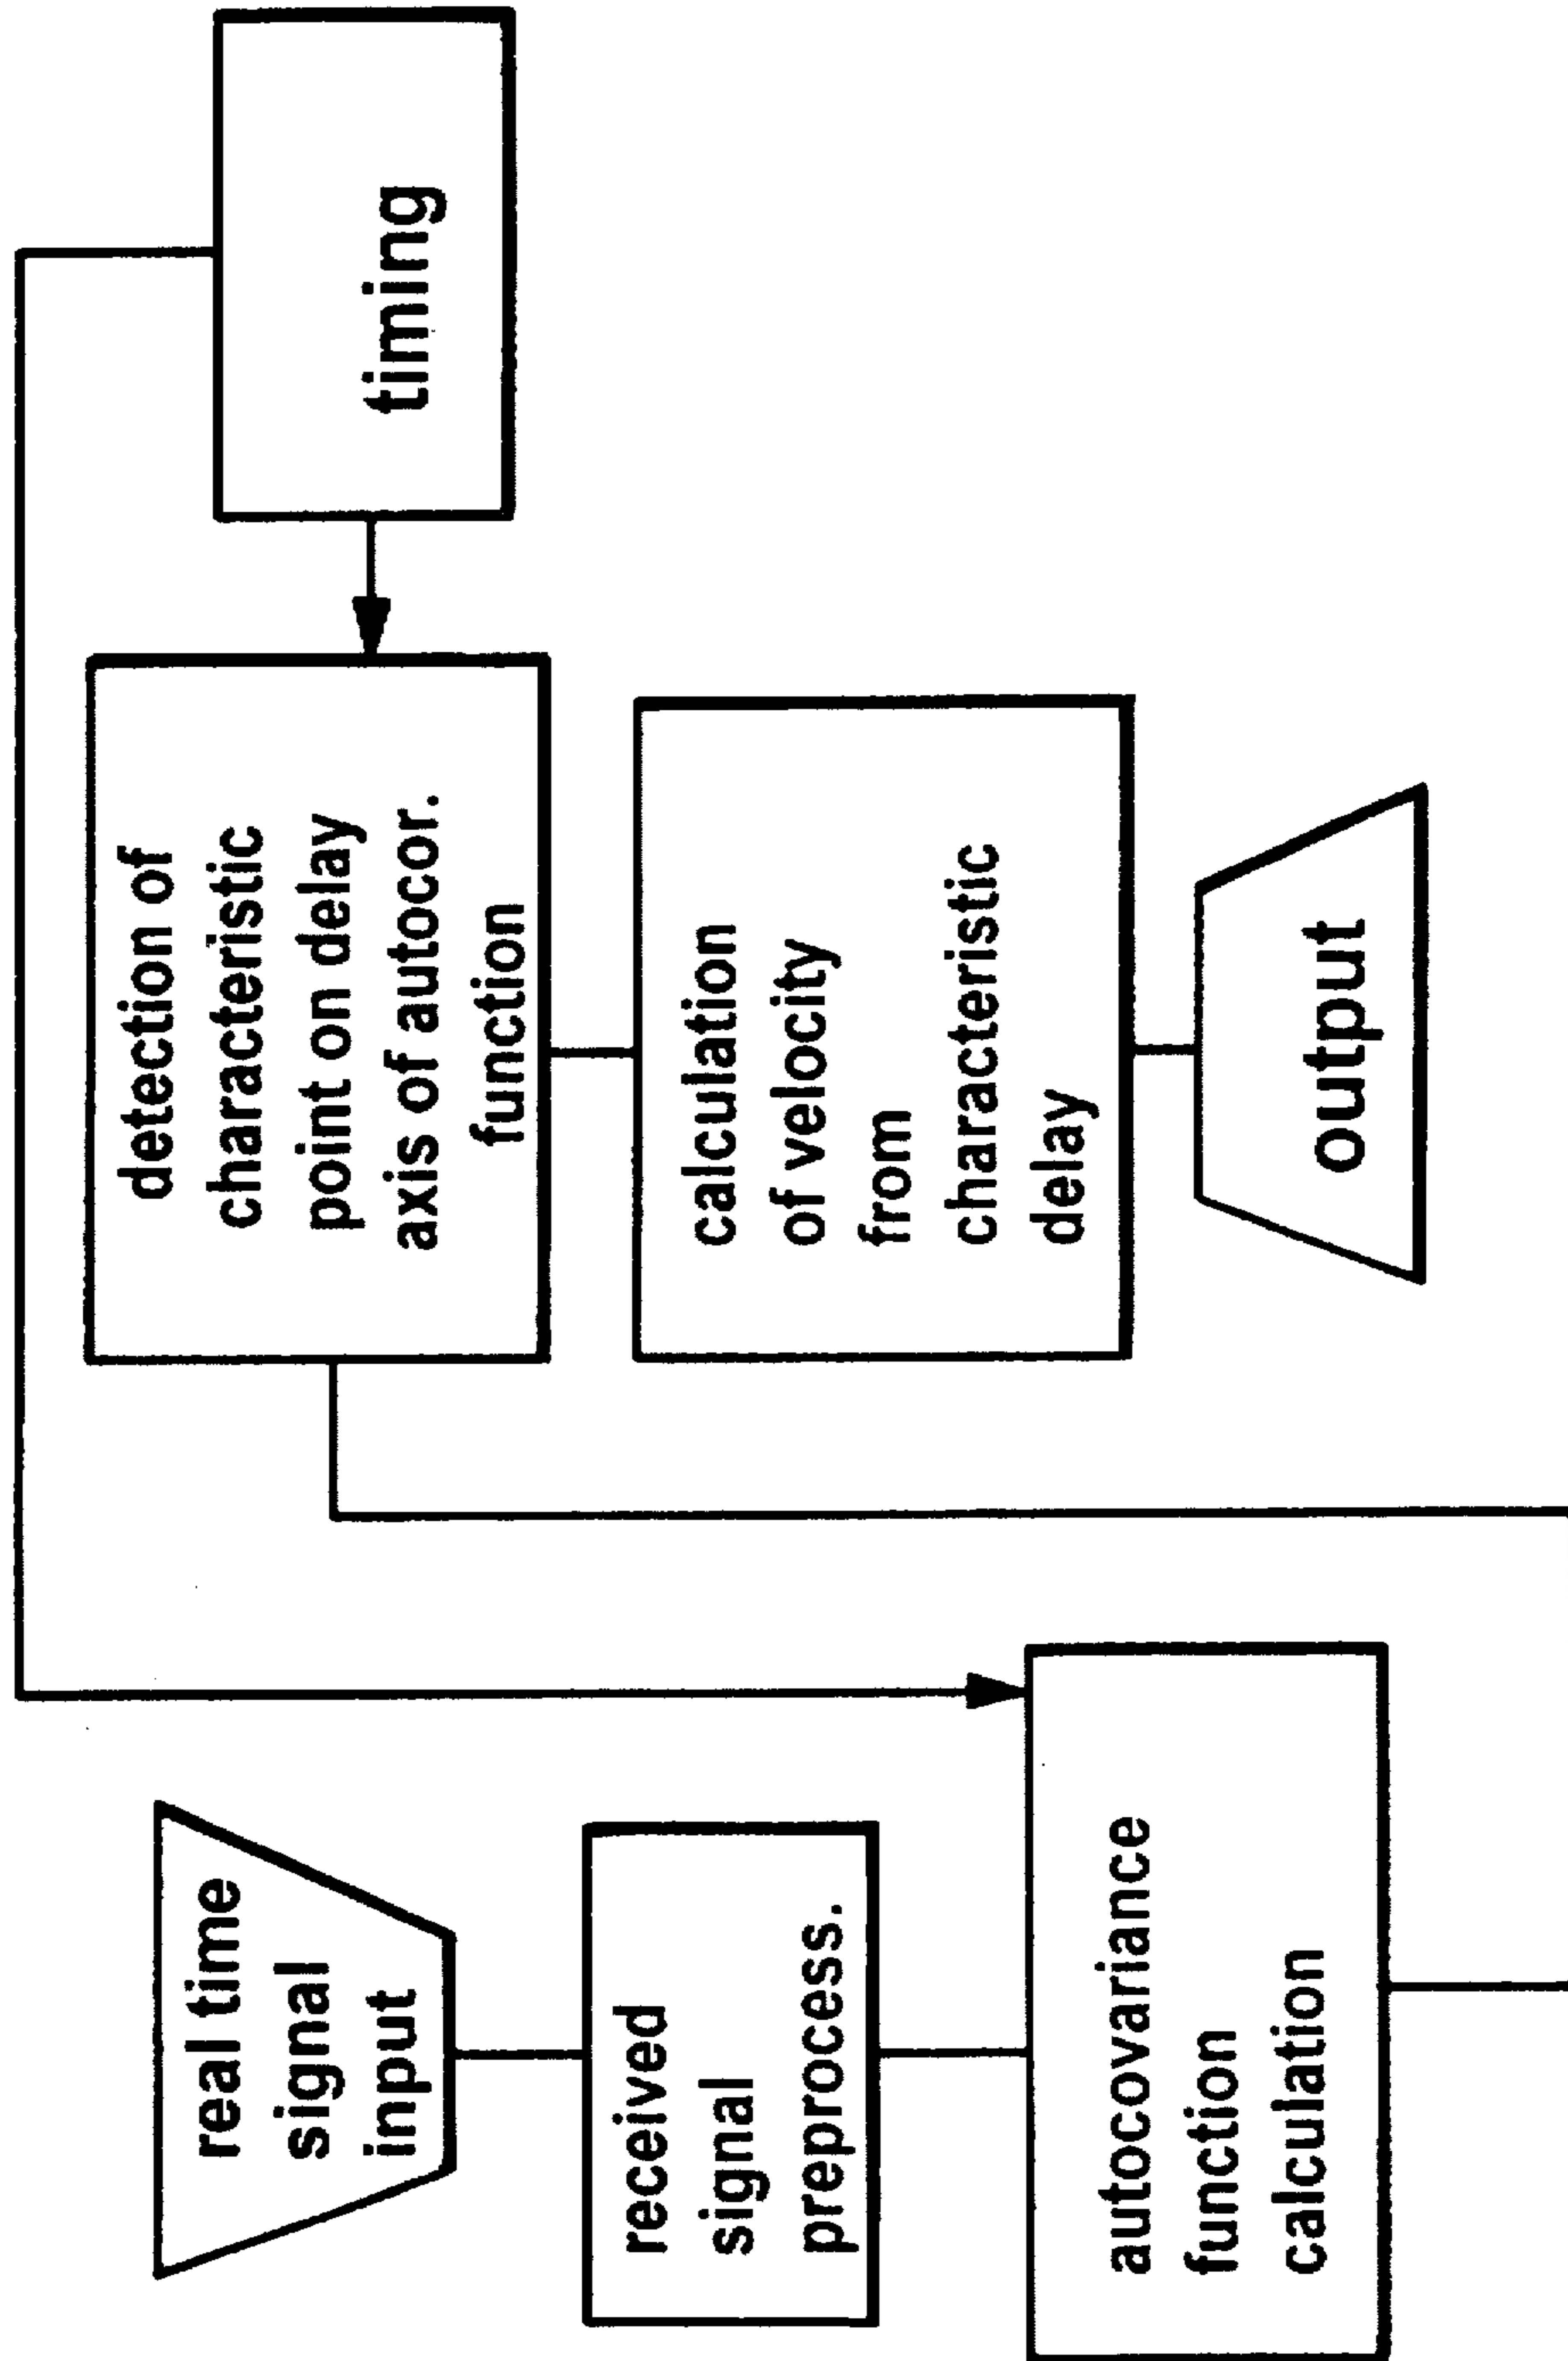 real time
signal
input
received
signal
preprocess.
autocovariance
function
calculation
detection of
characteristic
point on delay
axis of autocor.
function
calculation
of velocity
from
characteristic
delay
output
timing